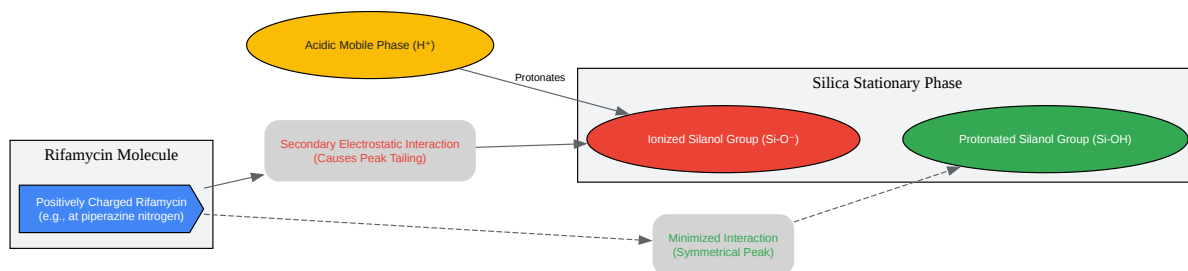 Acidic Mobile Phase (H⁺)
Protonates
Silica Stationary Phase
Ionized Silanol Group (Si-O⁻)
Protonated Silanol Group (Si-OH)
Secondary Electrostatic Interaction
(Causes Peak Tailing)
Rifamycin Molecule
Positively Charged Rifamycin
(e.g., at piperazine nitrogen)
Minimized Interaction
(Symmetrical Peak)